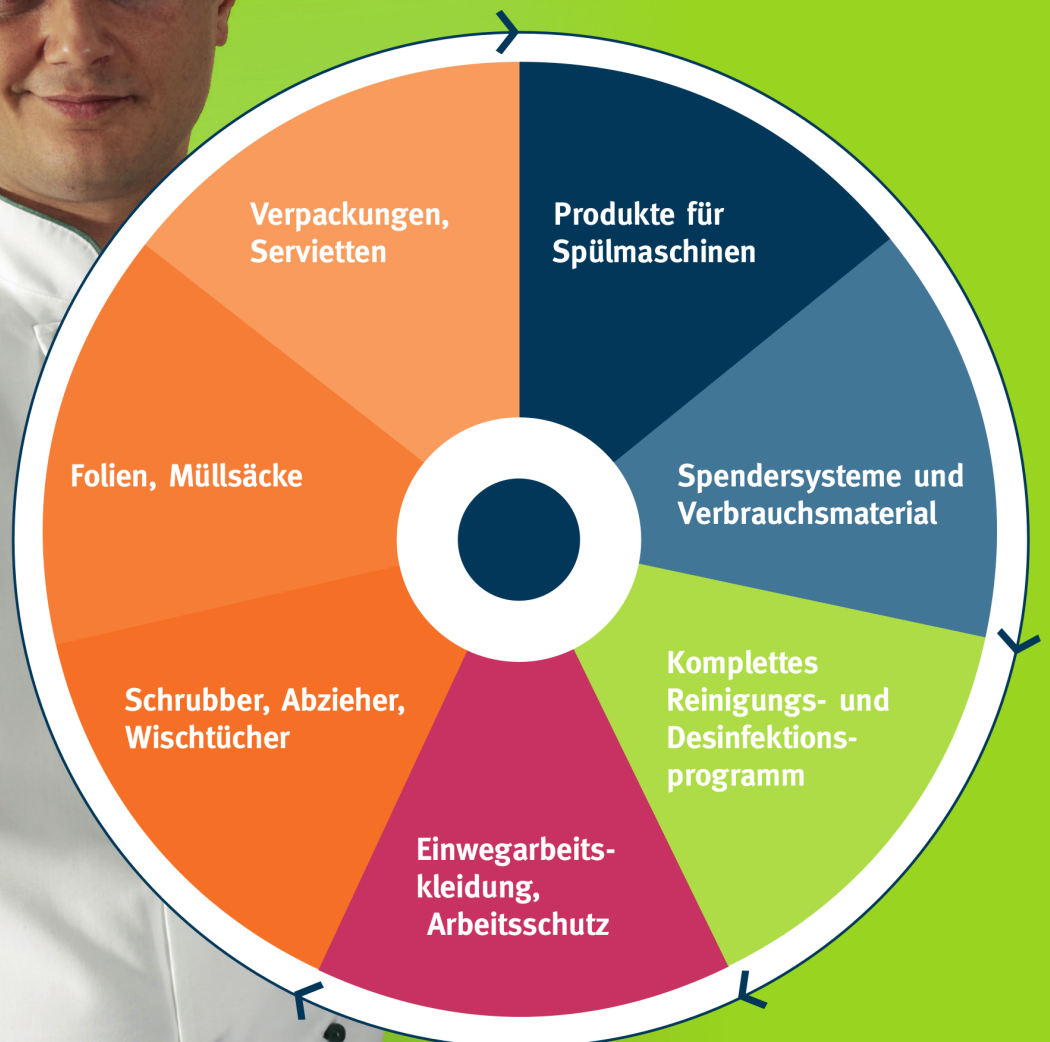 Verpackungen,
Servietten
Produkte für
Spülmaschinen
Folien, Müllsäcke
Spendersysteme und
Verbrauchsmaterial
Schrubber, Abzieher,
Wischtücher
Komplettes
Reinigungs- und
Desinfektions-
programm
Einwegarbeits-
kleidung,
Arbeitsschutz